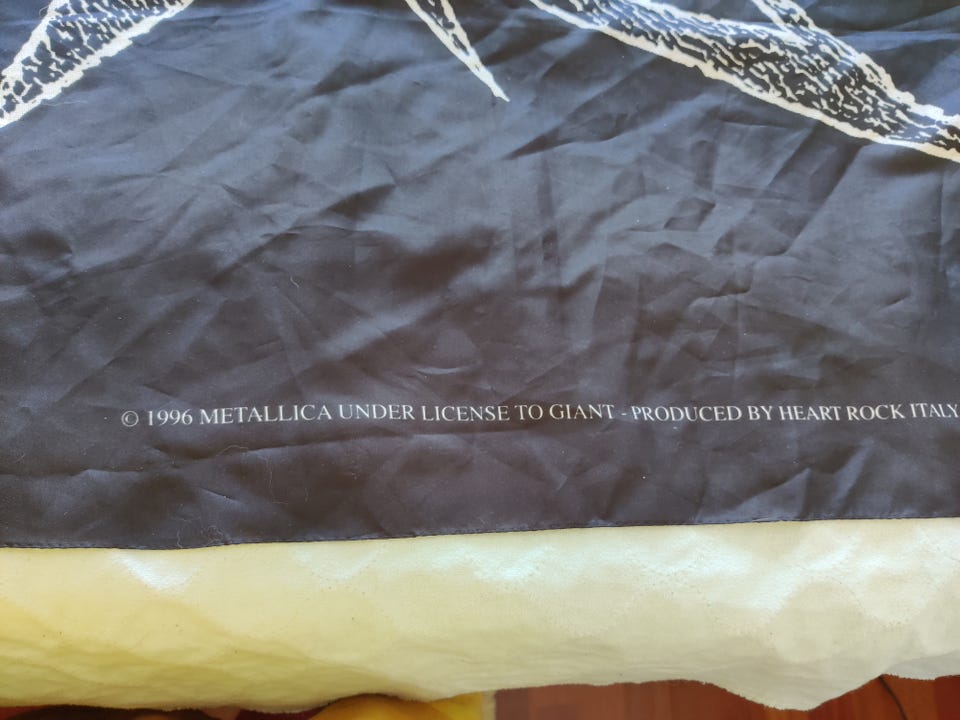 © 1996 METALLICA UNDER LICENSE TO GIANT - PRODUCED BY HEART ROCK ITALY